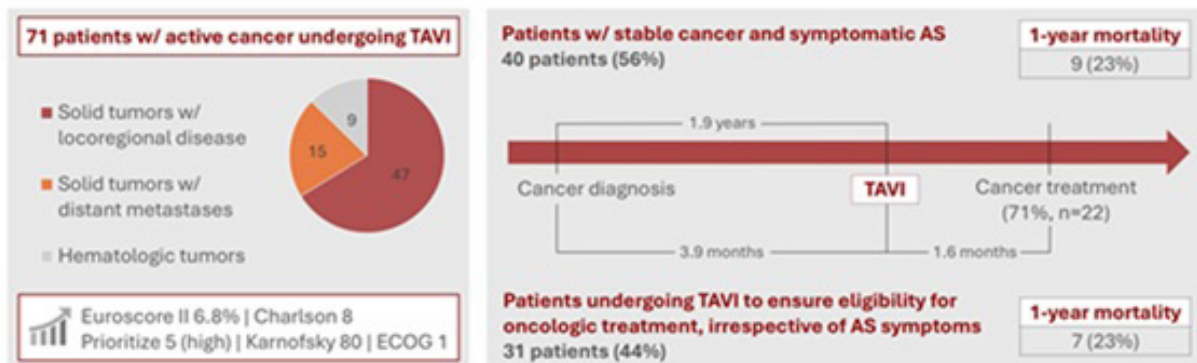 71 patients w/ active cancer undergoing TAVI
Solid tumors w/
locoregional disease
Solid tumors w/
distant metastases
Hematologic tumors
9
15
47
Euroscore II 6.8% | Charlson 8
Prioritize 5 (high) | Karnofsky 80 | ECOG 1
Patients w/ stable cancer and symptomatic AS
40 patients (56%)
1-year mortality
9 (23%)
1.9 years
Cancer diagnosis
TAVI
Cancer treatment
(71%, n=22)
3.9 months
1.6 months
Patients undergoing TAVI to ensure eligibility for
oncologic treatment, irrespective of AS symptoms
31 patients (44%)
1-year mortality
7 (23%)